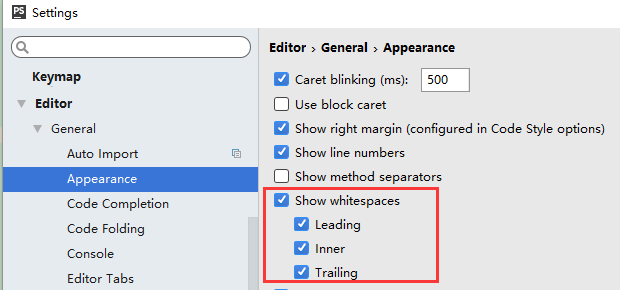 PS Settings
Keymap
Editor
General
Auto Import
Appearance
Code Completion
Code Folding
Console
Editor Tabs
Editor › General › Appearance
Caret blinking (ms): 500
Use block caret
Show right margin (configured in Code Style options)
Show line numbers
Show method separators
Show whitespaces
Leading
Inner
Trailing